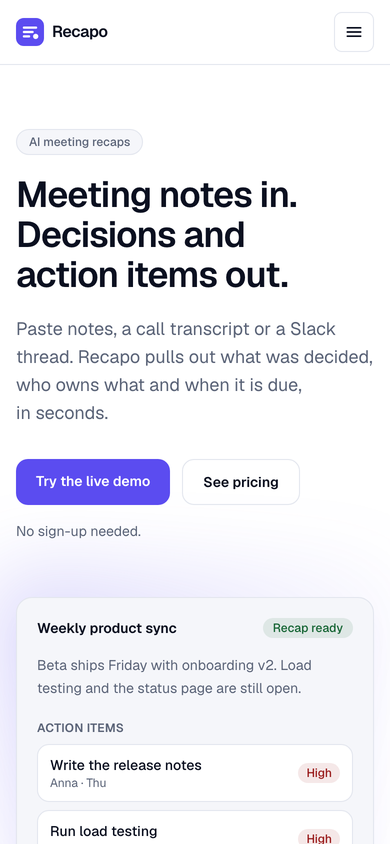 Recapo
AI meeting recaps
Meeting notes in.
Decisions and
action items out.
Paste notes, a call transcript or a Slack
thread. Recapo pulls out what was decided,
who owns what and when it is due,
in seconds.
Try the live demo
See pricing
No sign-up needed.
Weekly product sync
Recap ready
Beta ships Friday with onboarding v2. Load
testing and the status page are still open.
ACTION ITEMS
Write the release notes
Anna · Thu
High
Run load testing
High